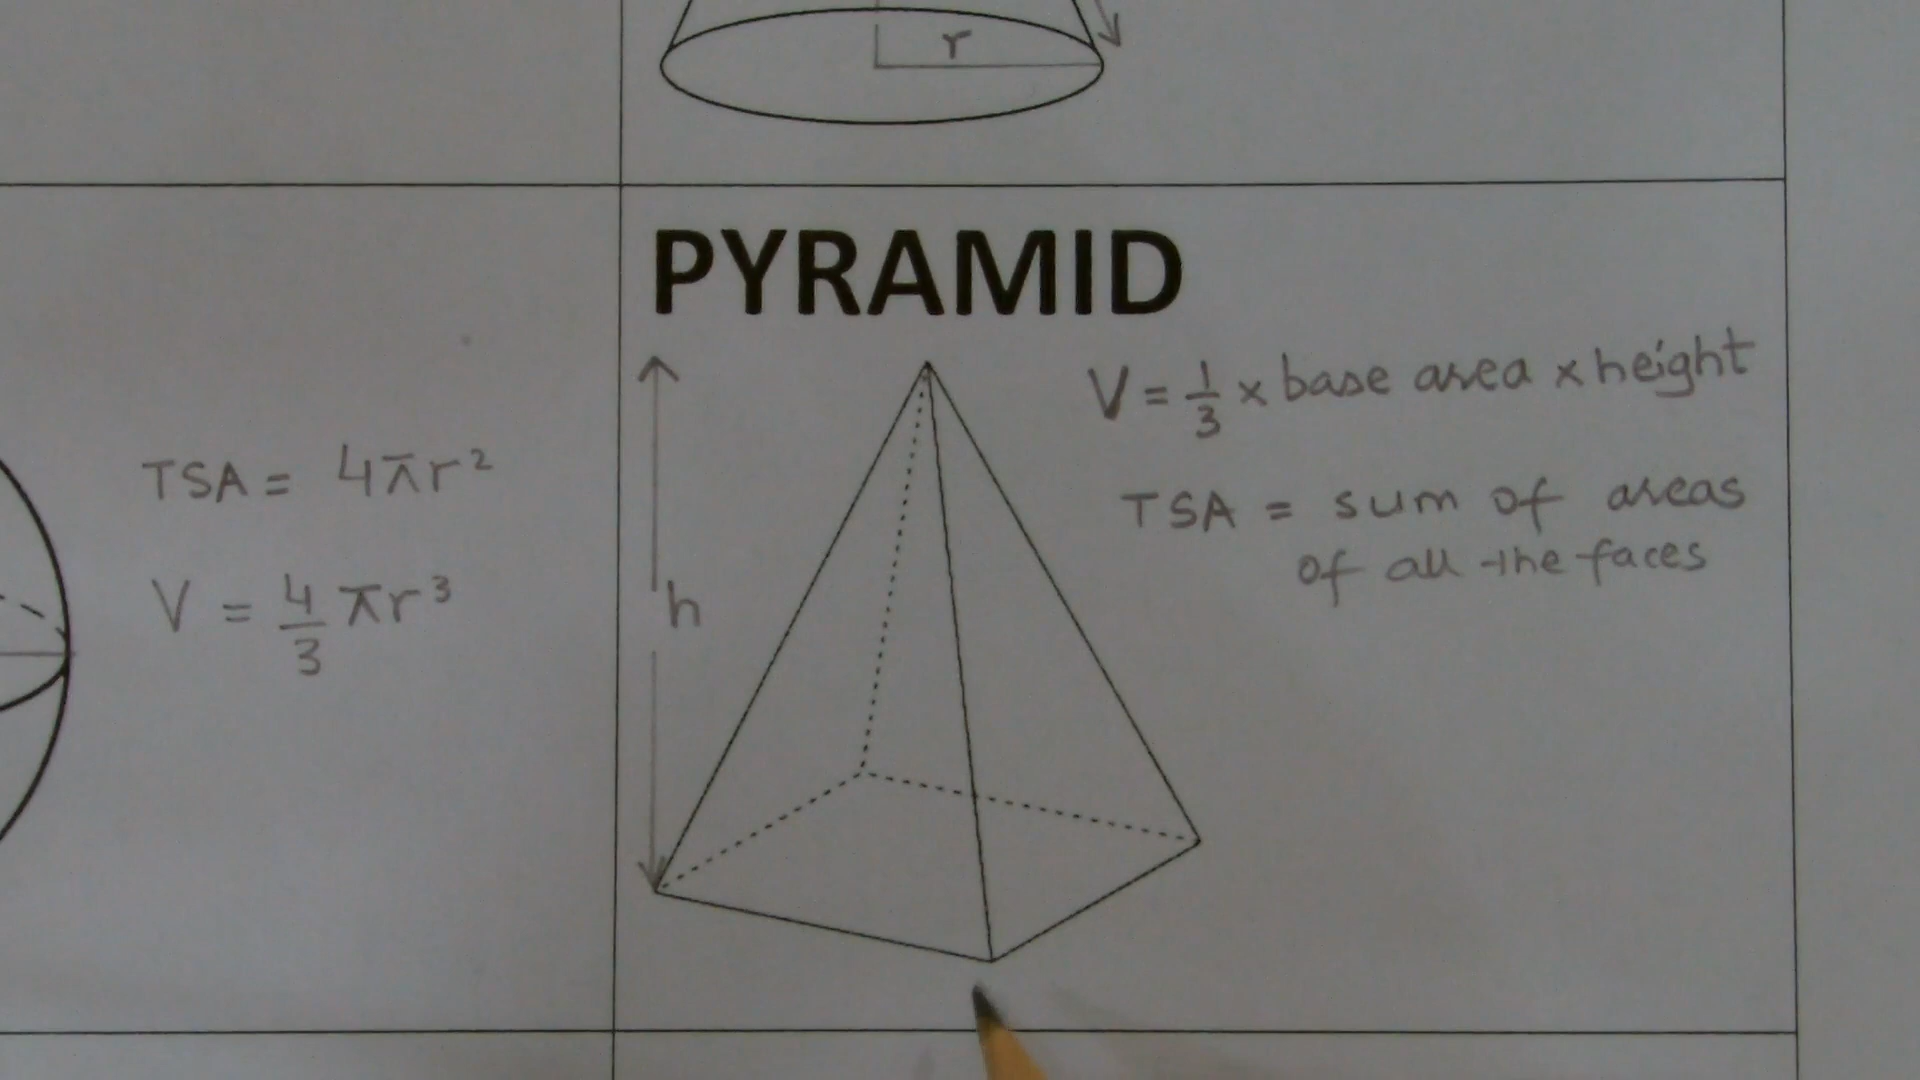 r
PYRAMID
V = 1/3 × base area × height
TSA = sum of areas
of all the faces
h
TSA = 4πr²
V = 4/3 πr³